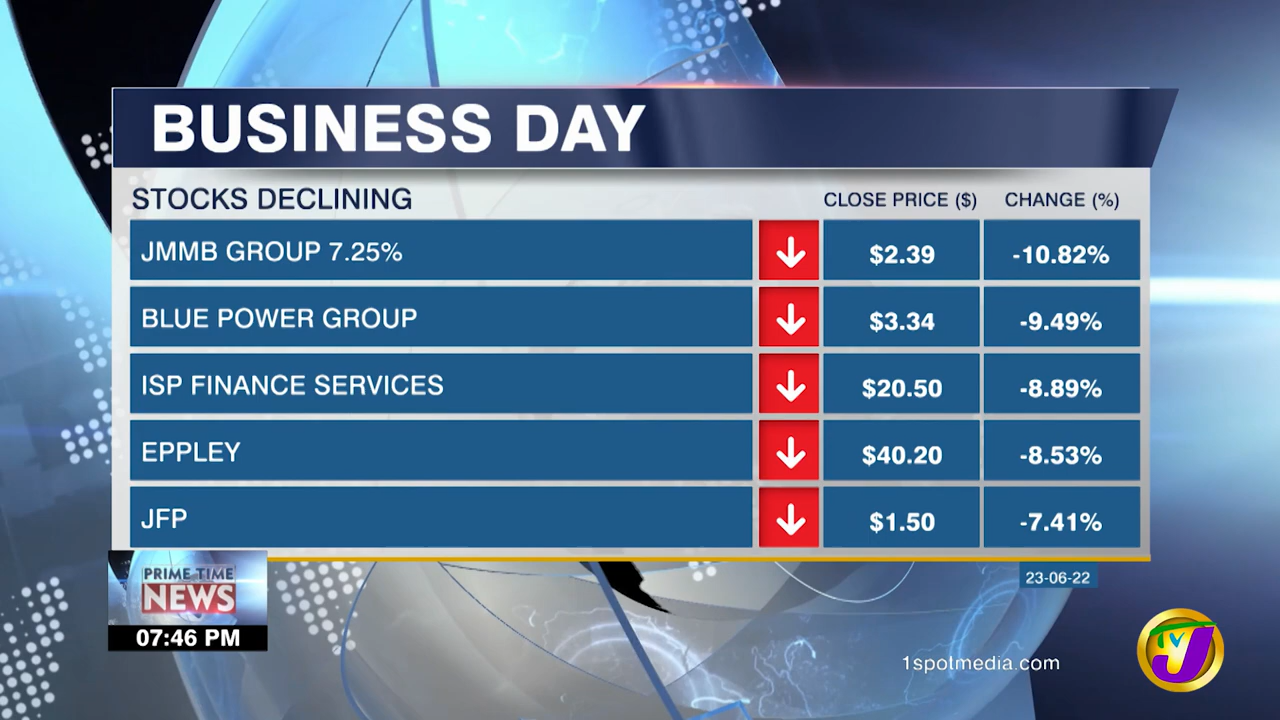 BUSINESS DAY
STOCKS DECLINING CLOSE PRICE ($) CHANGE (%)
JMMB GROUP 7.25% $2.39 -10.82%
BLUE POWER GROUP $3.34 -9.49%
ISP FINANCE SERVICES $20.50 -8.89%
EPPLEY $40.20 -8.53%
JFP $1.50 -7.41%
PRIME TIME
NEWS
07:46 PM
23-06-22
1spotmedia.com
TVJ